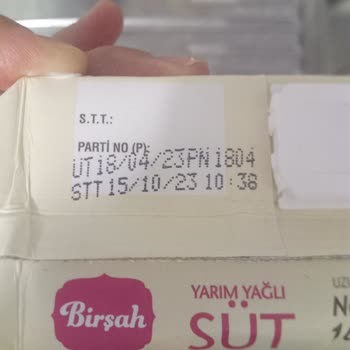 S.T.T.:
PARTİ NO (P):
ÜT18/04/23PN1804
STT15/10/23 10:38
Birşah
YARIM YAĞLI
SÜT